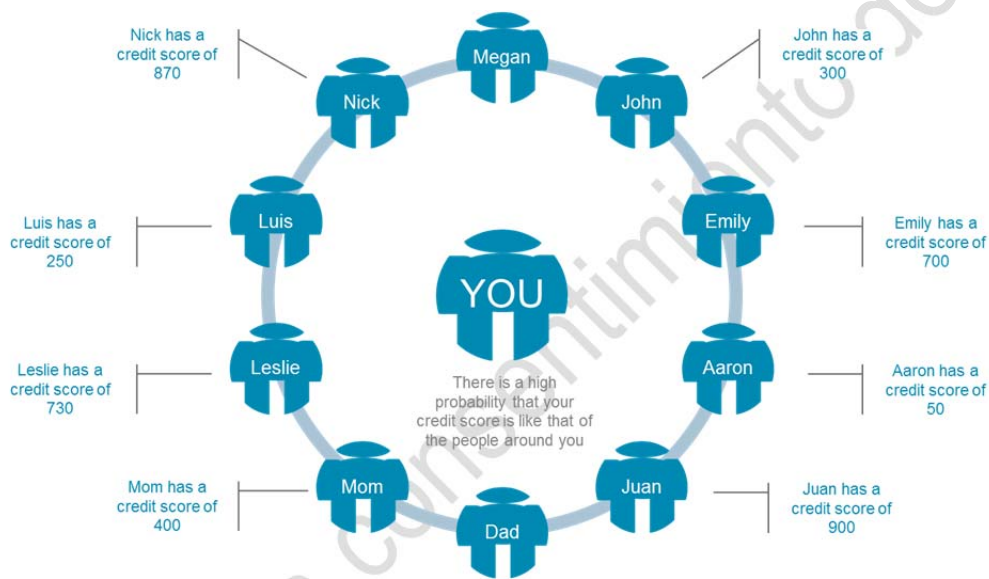 Nick has a
credit score of
870
Megan
John has a
credit score of
300
Nick
John
Luis has a
credit score of
250
Luis
Emily
Emily has a
credit score of
700
YOU
Leslie has a
credit score of
730
Leslie
Aaron
Aaron has a
credit score of
50
There is a high
probability that your
credit score is like that of
the people around you
Mom has a
credit score of
400
Mom
Juan
Juan has a
credit score of
900
Dad
consentimiento